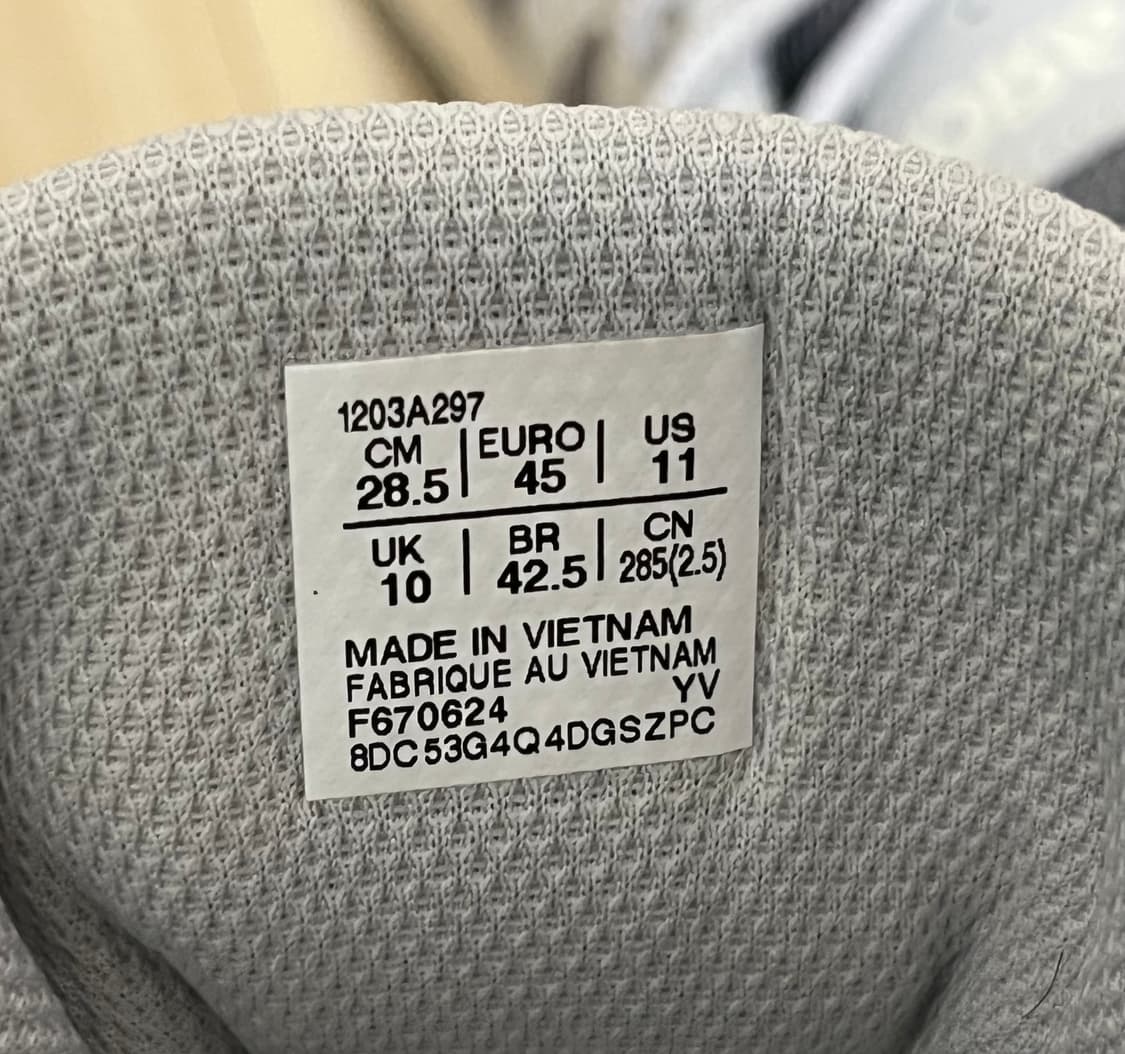 1203A297
CM | EURO | US
28.5 | 45 | 11
UK | BR | CN
10 | 42.5 | 285(2.5)
MADE IN VIETNAM
FABRIQUE AU VIETNAM
YV
F670624
8DC53G4Q4DGSZPC